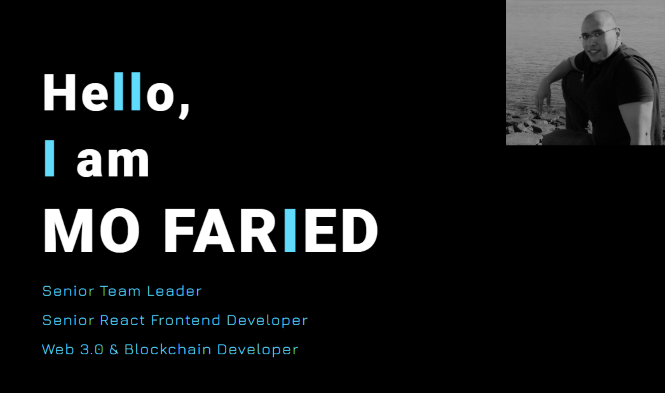 Hello,
I am
MO FARIED
Senior Team Leader
Senior React Frontend Developer
Web 3.0 & Blockchain Developer